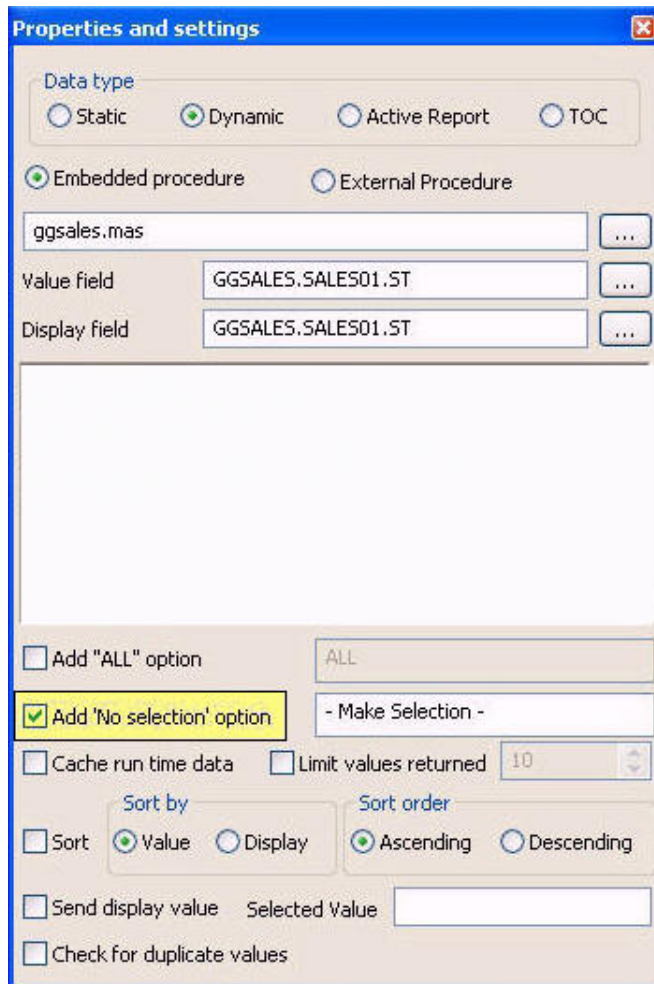 Properties and settings
Data type
Static Dynamic Active Report TOC
Embedded procedure External Procedure
ggsales.mas ...
Value field GGSALES.SALES01.ST ...
Display field GGSALES.SALES01.ST ...
Add "ALL" option ALL
Add 'No selection' option - Make Selection -
Cache run time data Limit values returned 10
Sort by Sort order
Sort Value Display Ascending Descending
Send display value Selected Value
Check for duplicate values